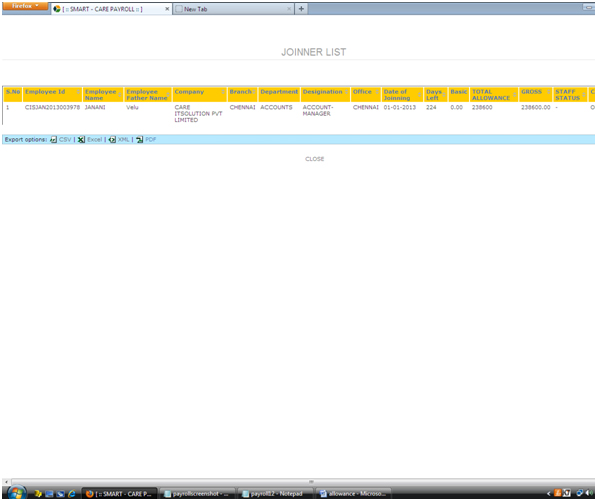 Firefox
[ :: SMART - CARE PAYROLL :: ] × New Tab × +
JOINNER LIST
S.No Employee Id Employee Name Employee Father Name Company Branch Department Desigination Office Date of Joinning Days Left Basic TOTAL ALLOWANCE GROSS STAFF STATUS C
1 CISJAN2013003978 JANANI Velu CARE ITSOLUTION PVT LIMITED CHENNAI ACCOUNTS ACCOUNT-MANAGER CHENNAI 01-01-2013 224 0.00 238600 238600.00 - O
Export options: CSV | Excel | XML | PDF
CLOSE
[ :: SMART - CARE P... payrollscreenshot - ... payroll12 - Notepad allowance - Microso...